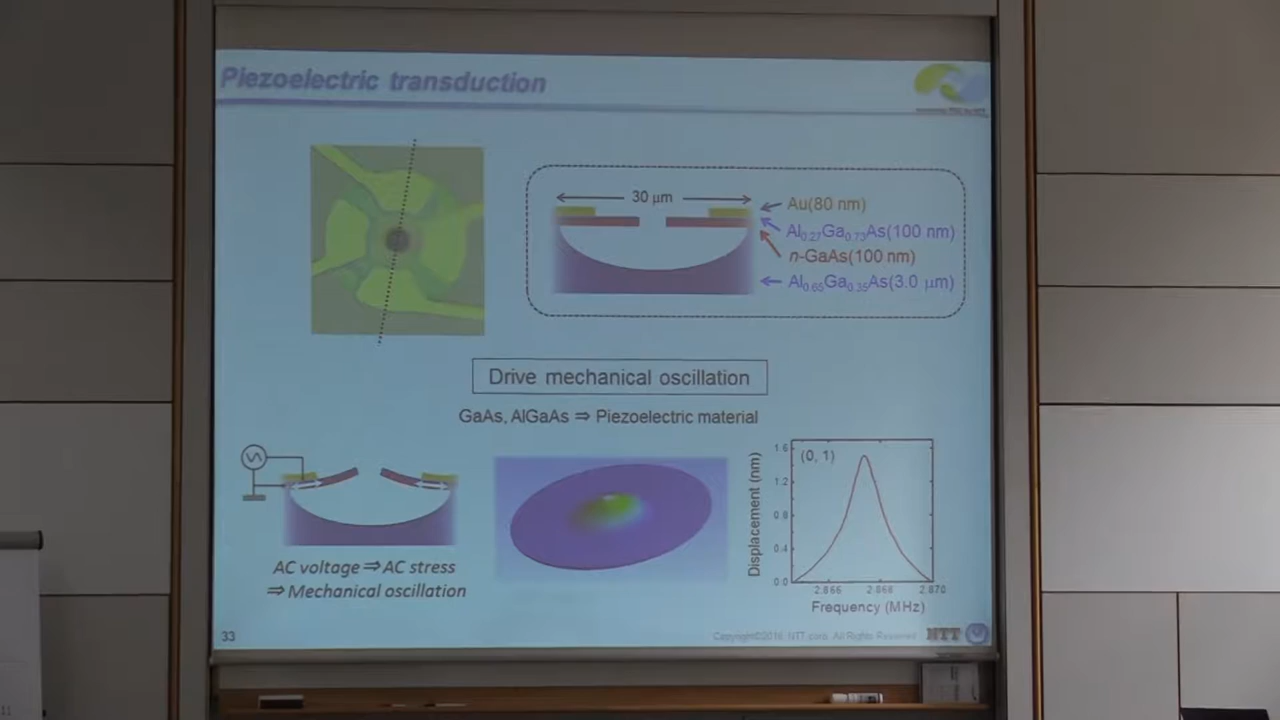 Piezoelectric transduction
30 μm
Au(80 nm)
Al0.27Ga0.73As(100 nm)
n-GaAs(100 nm)
Al0.65Ga0.35As(3.0 μm)
Drive mechanical oscillation
GaAs, AlGaAs ⇒ Piezoelectric material
AC voltage ⇒ AC stress
⇒ Mechanical oscillation
Displacement (nm)
1.6
1.2
0.8
0.4
0.0
(0, 1)
2.866 2.868 2.870
Frequency (MHz)
33
Copyright©2016 NTT corp. All Rights Reserved.
NTT
11